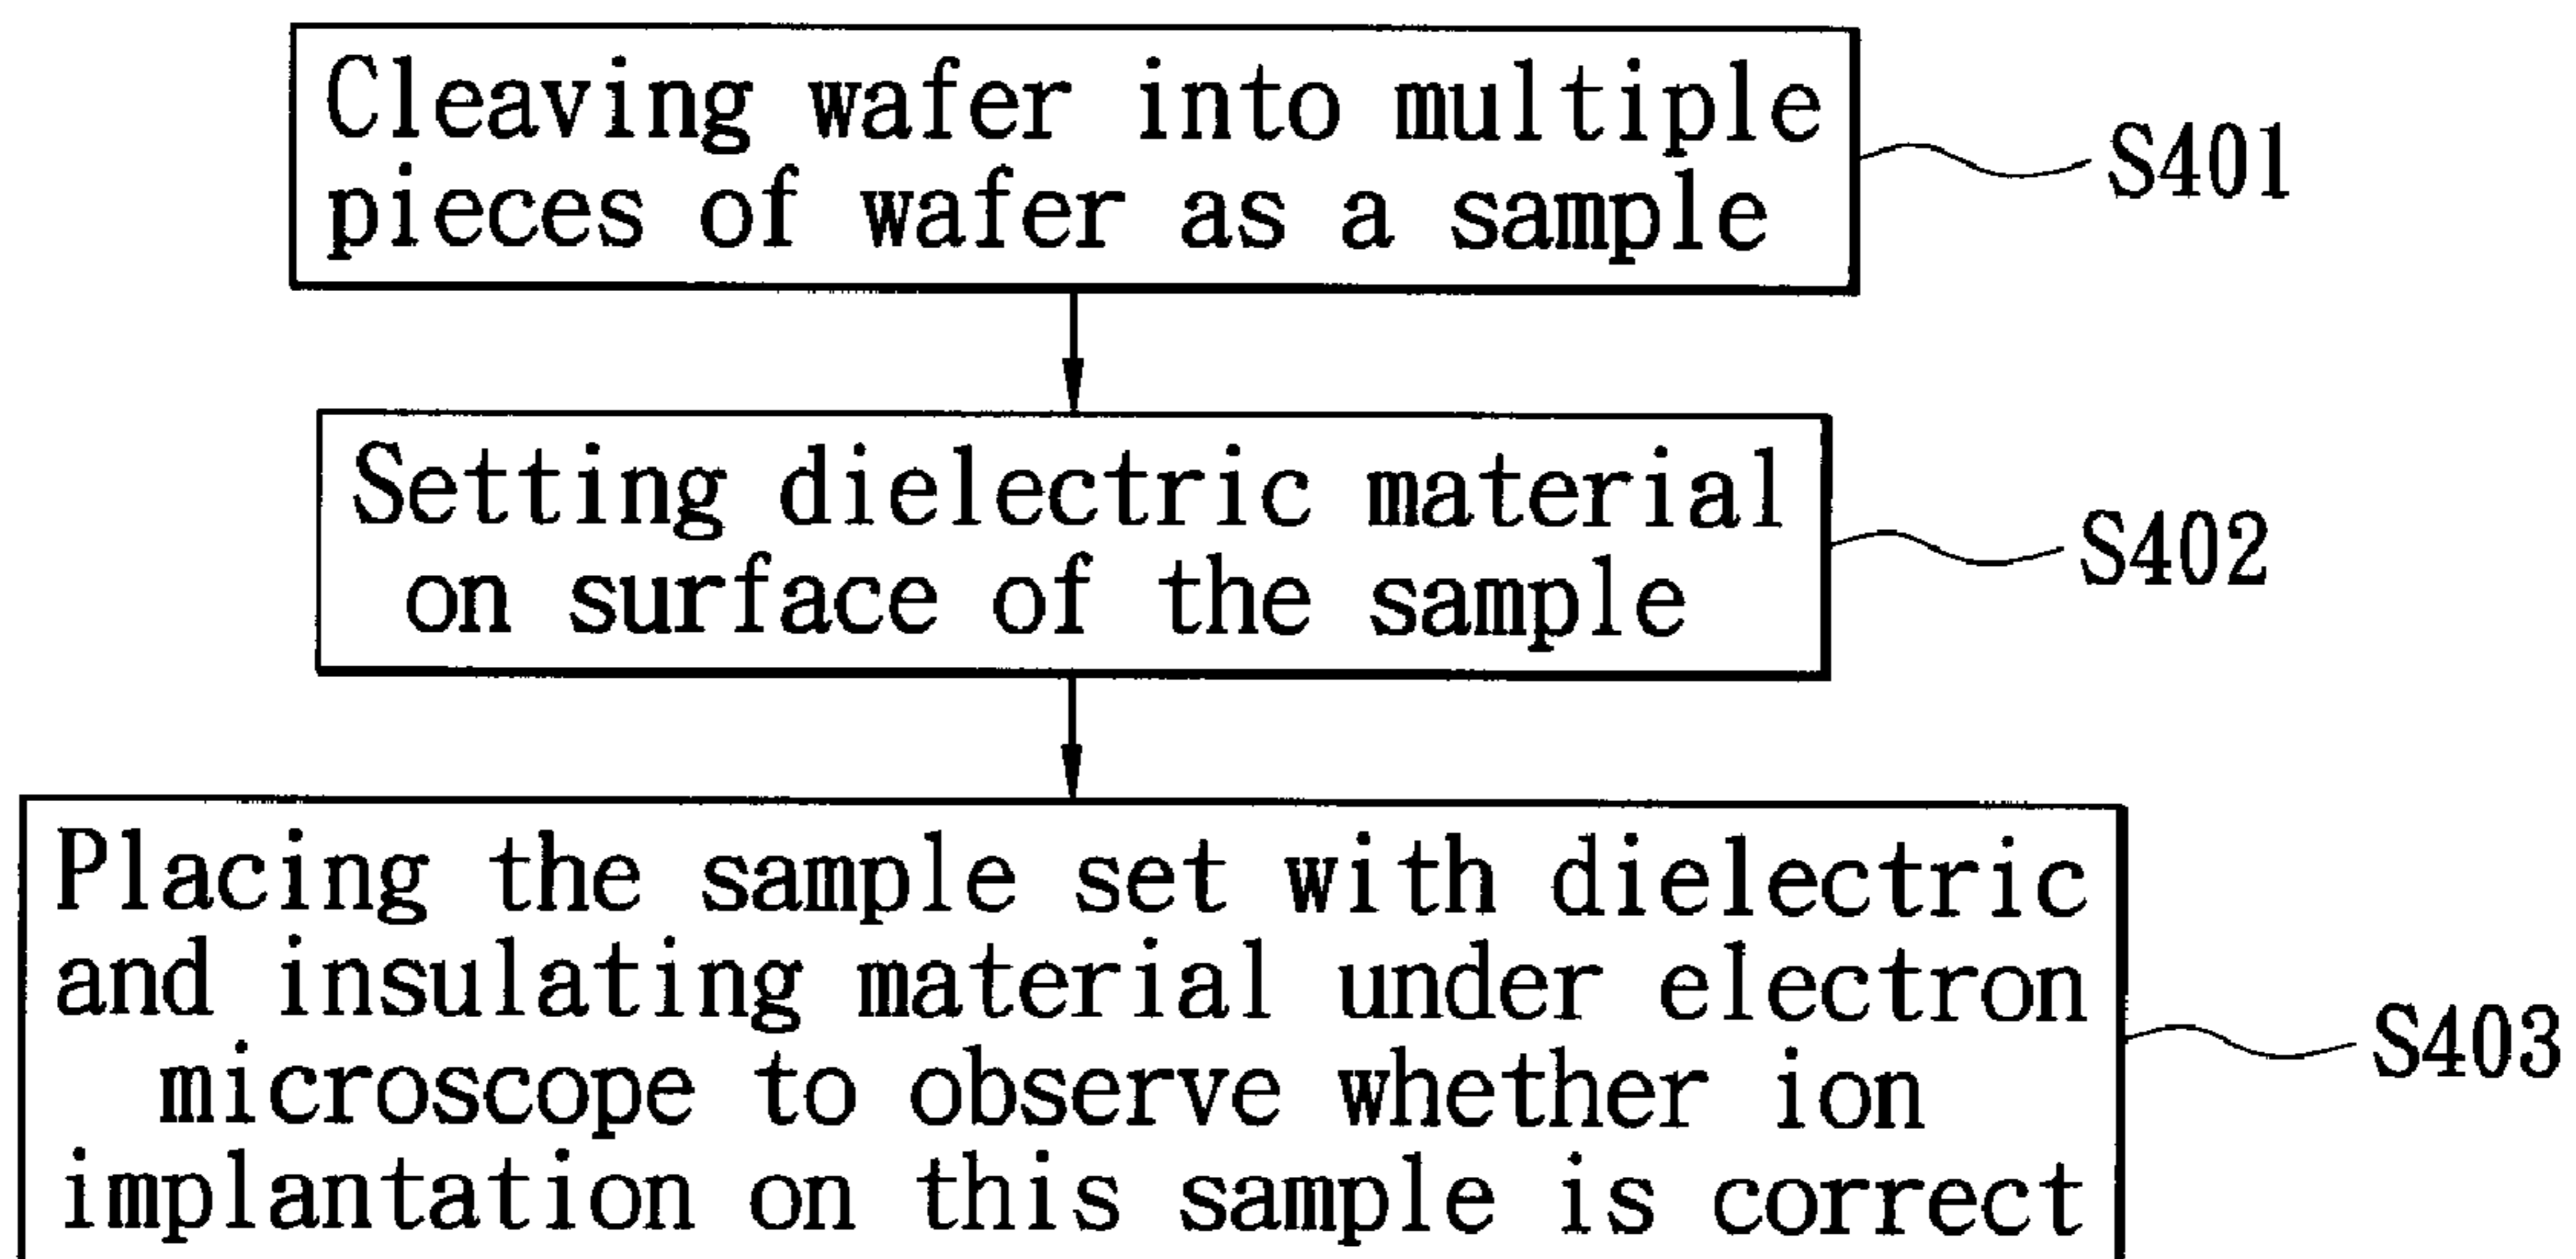 Cleaving wafer into multiple
pieces of wafer as a sample
S401
Setting dielectric material
on surface of the sample
S402
Placing the sample set with dielectric
and insulating material under electron
microscope to observe whether ion
implantation on this sample is correct
S403